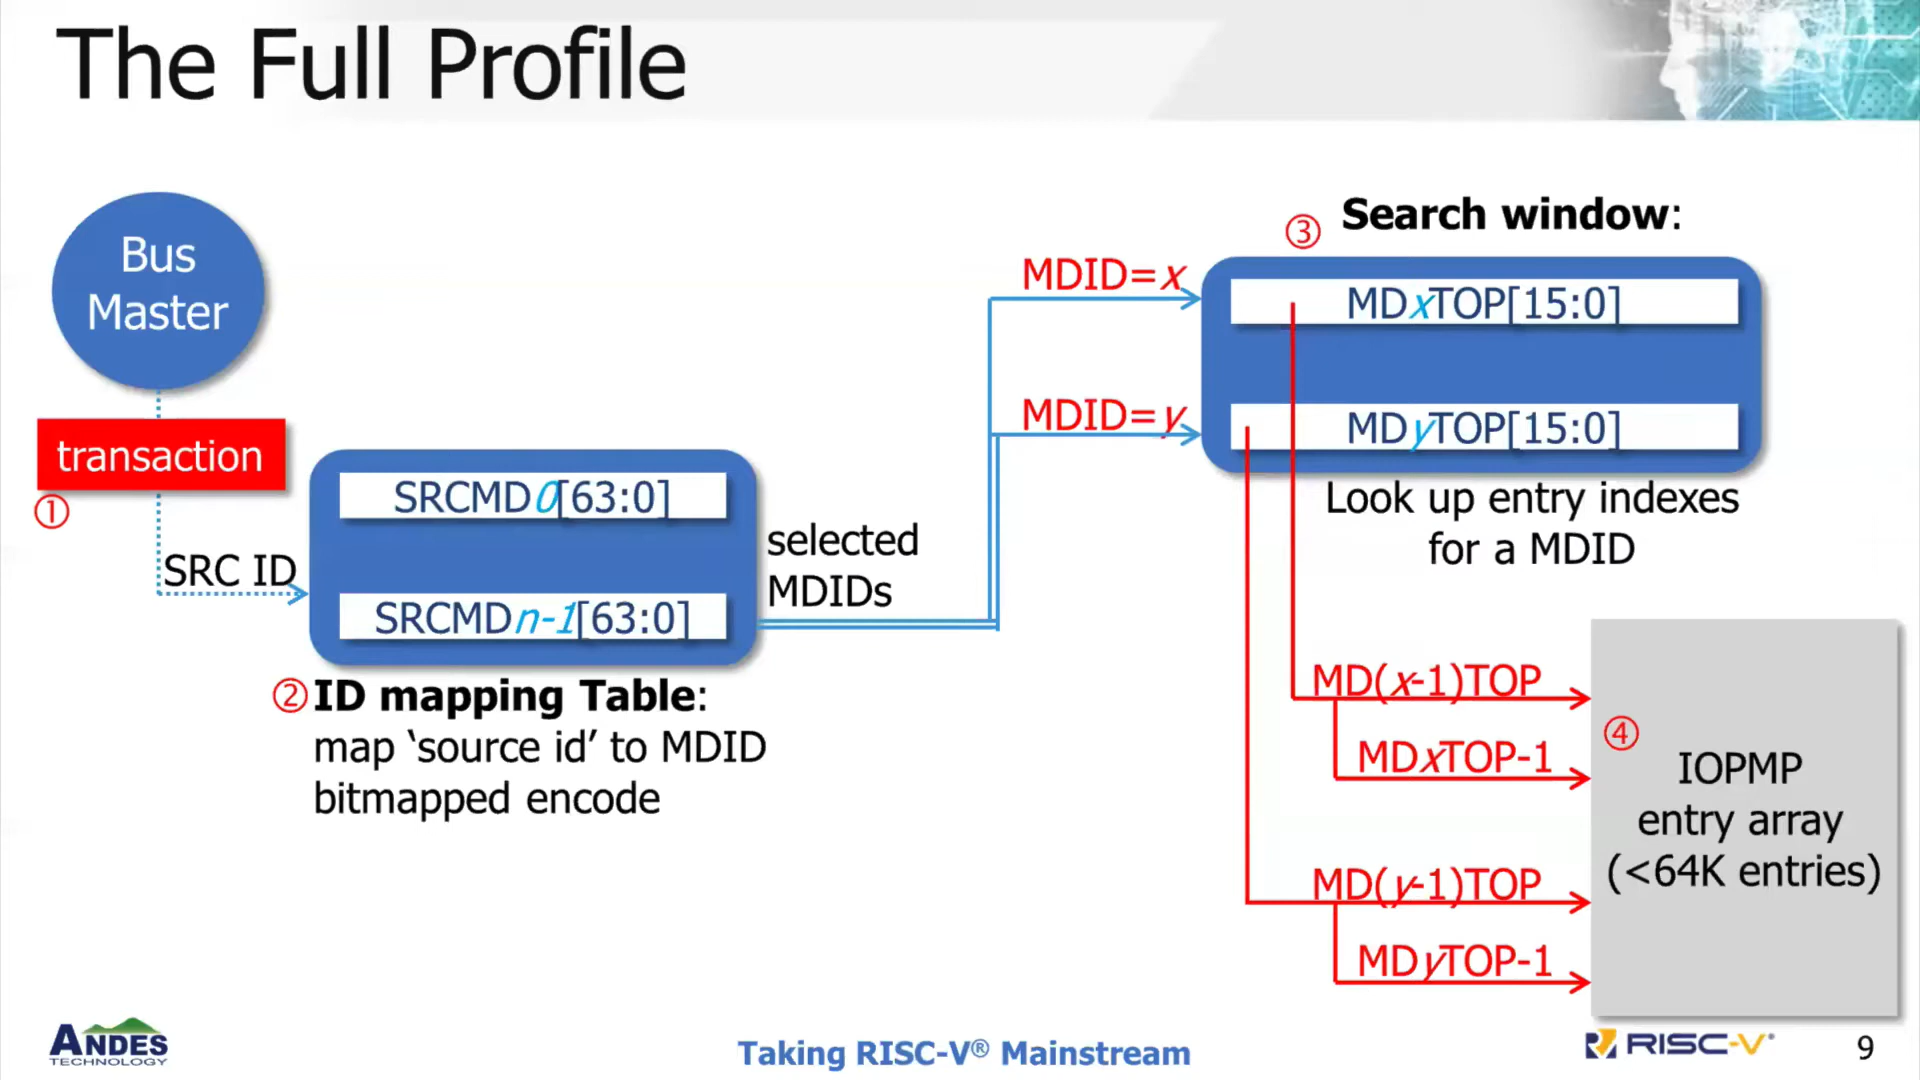 The Full Profile
Bus
Master
transaction
①
SRC ID
SRCMD0[63:0]
SRCMDn-1[63:0]
② ID mapping Table:
map ‘source id’ to MDID
bitmapped encode
selected
MDIDs
MDID=x
MDID=y
③ Search window:
MDxTOP[15:0]
MDyTOP[15:0]
Look up entry indexes
for a MDID
MD(x-1)TOP
MDxTOP-1
MD(y-1)TOP
MDyTOP-1
④
IOPMP
entry array
(<64K entries)
ANDES
TECHNOLOGY
Taking RISC-V® Mainstream
RISC-V
9